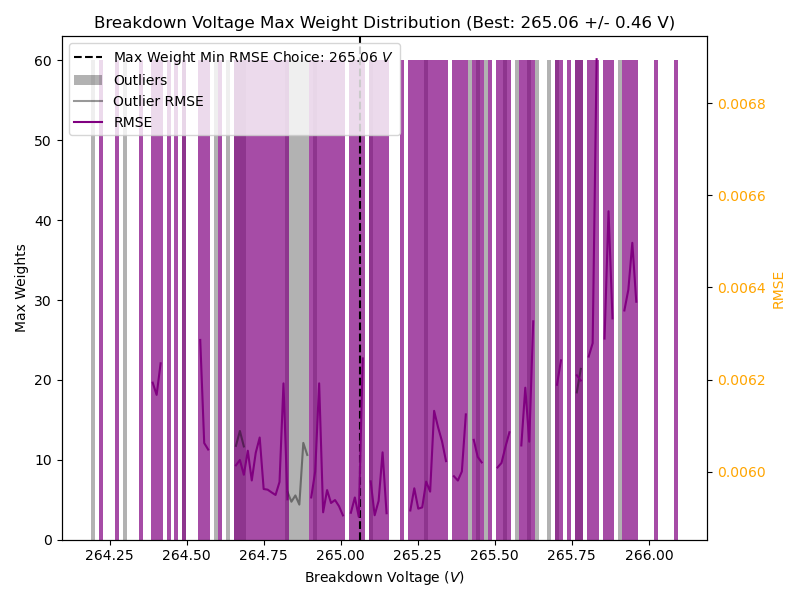 Breakdown Voltage Max Weight Distribution (Best: 265.06 +/- 0.46 V)
Max Weight Min RMSE Choice: 265.06 V
Outliers
Outlier RMSE
RMSE
60
50
40
30
20
10
0
Max Weights
0.0068
0.0066
0.0064
0.0062
0.0060
RMSE
264.25 264.50 264.75 265.00 265.25 265.50 265.75 266.00
Breakdown Voltage (V)